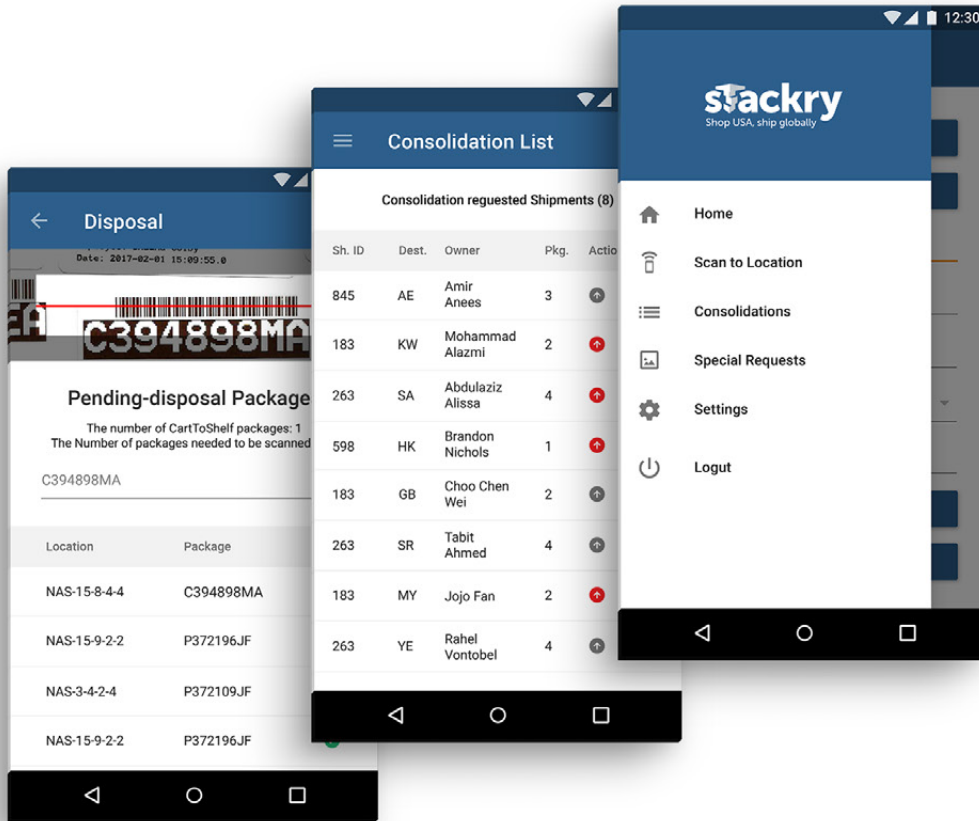 Disposal
Date: 2017-02-01 15:09:55.0
C394898MA
Pending-disposal Package
The number of CartToShelf packages: 1
The Number of packages needed to be scanned
C394898MA
Location Package
NAS-15-8-4-4 C394898MA
NAS-15-9-2-2 P372196JF
NAS-3-4-2-4 P372109JF
NAS-15-9-2-2 P372196JF
Consolidation List
Consolidation reguested Shipments (8)
Sh. ID Dest. Owner Pkg. Actio
845 AE Amir 3
Anees
183 KW Mohammad 2
Alazmi
263 SA Abdulaziz 4
Alissa
598 HK Brandon 1
Nichols
183 GB Choo Chen 2
Wei
263 SR Tabit 4
Ahmed
183 MY Jojo Fan 2
263 YE Rahel 4
Vontobel
12:30
stackry
Shop USA, ship globally
Home
Scan to Location
Consolidations
Special Requests
Settings
Logut